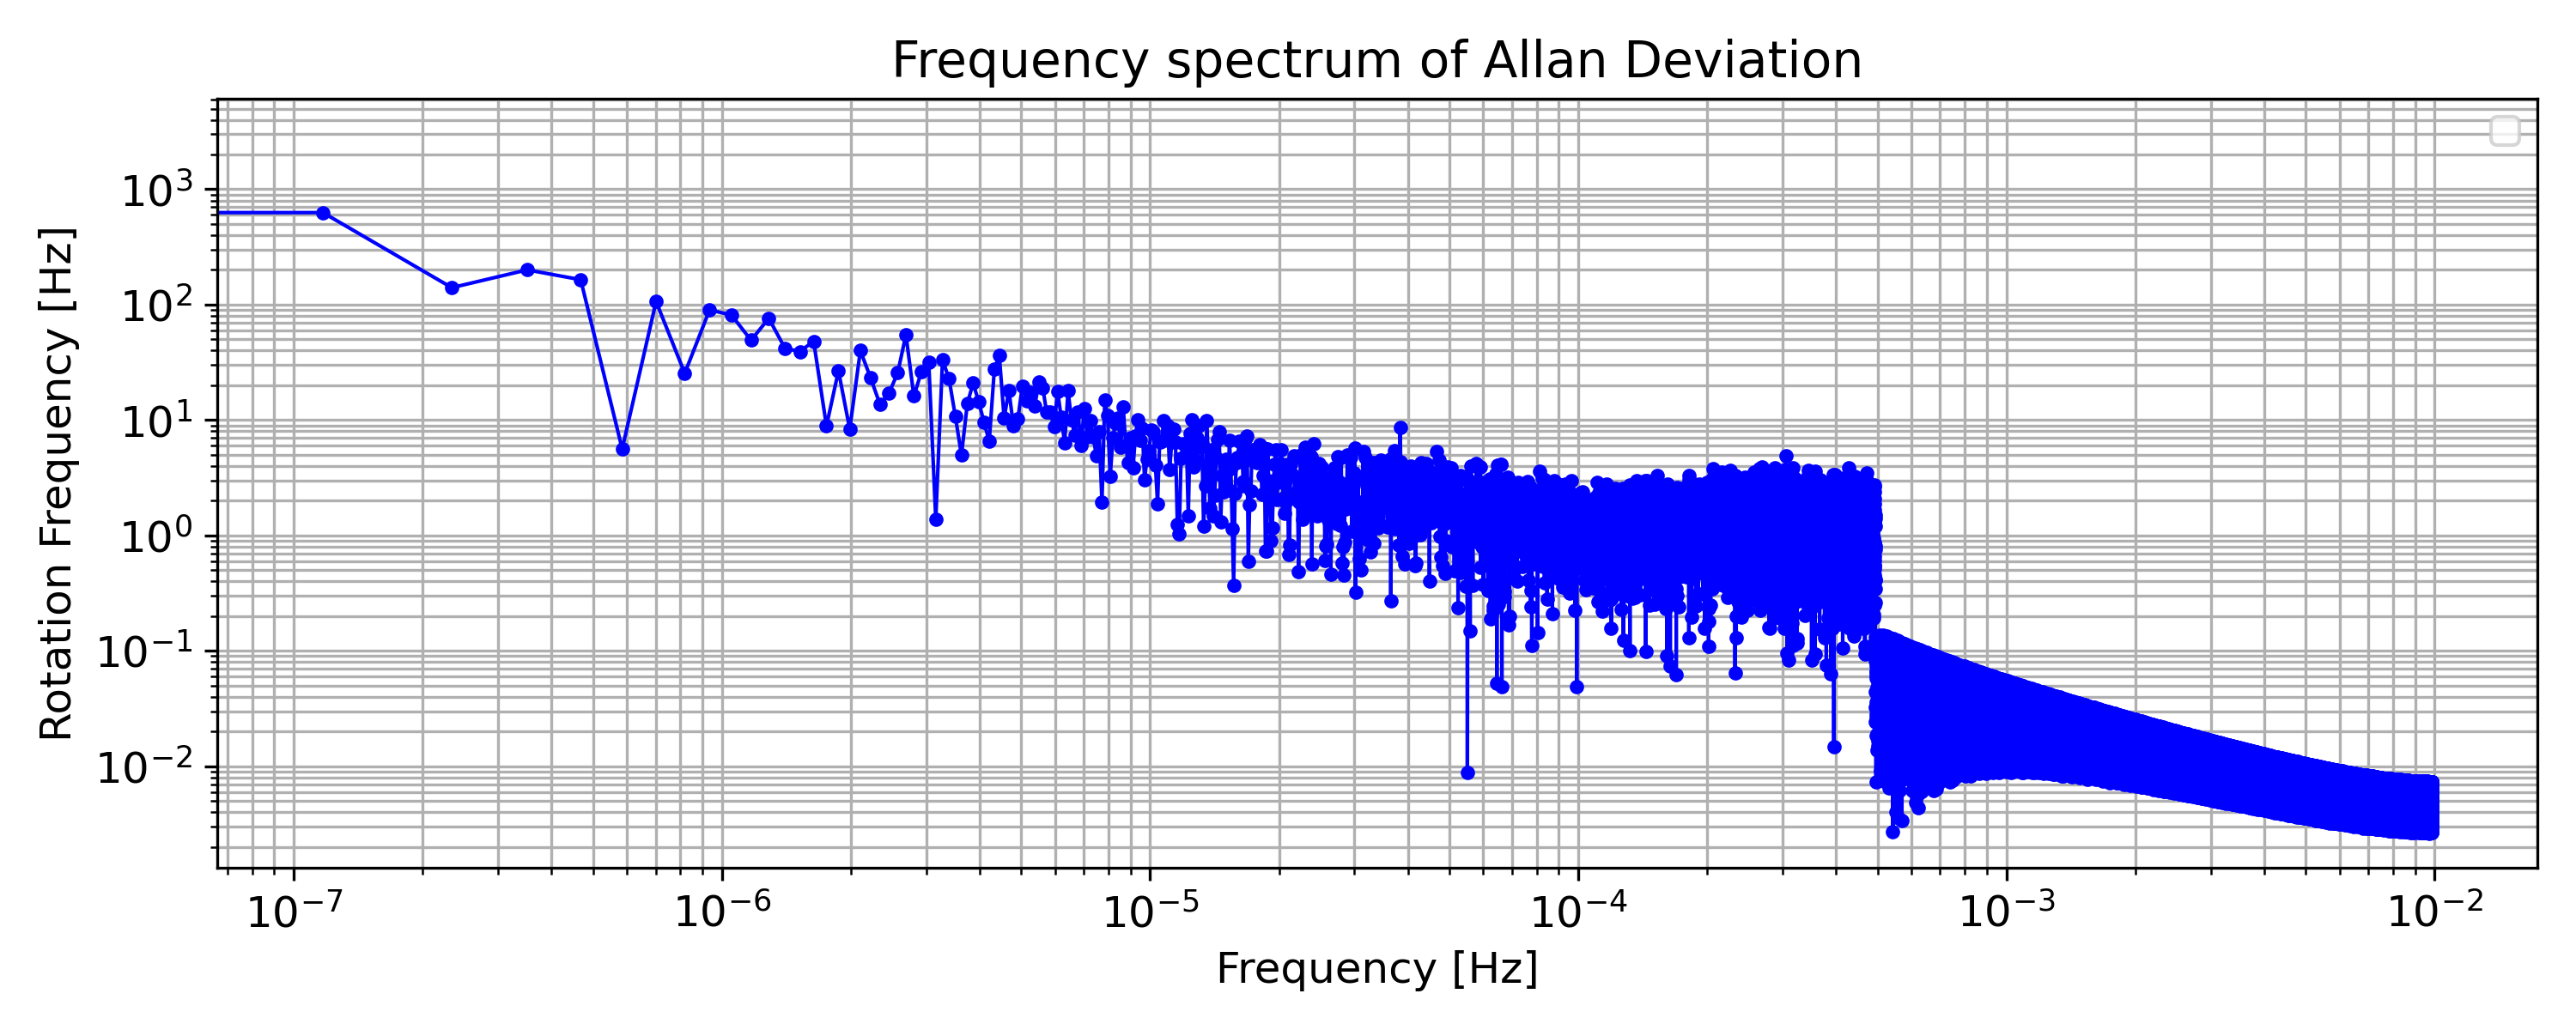 Frequency spectrum of Allan Deviation
Rotation Frequency [Hz]
10³
10²
10¹
10⁰
10⁻¹
10⁻²
10⁻⁷ 10⁻⁶ 10⁻⁵ 10⁻⁴ 10⁻³ 10⁻²
Frequency [Hz]